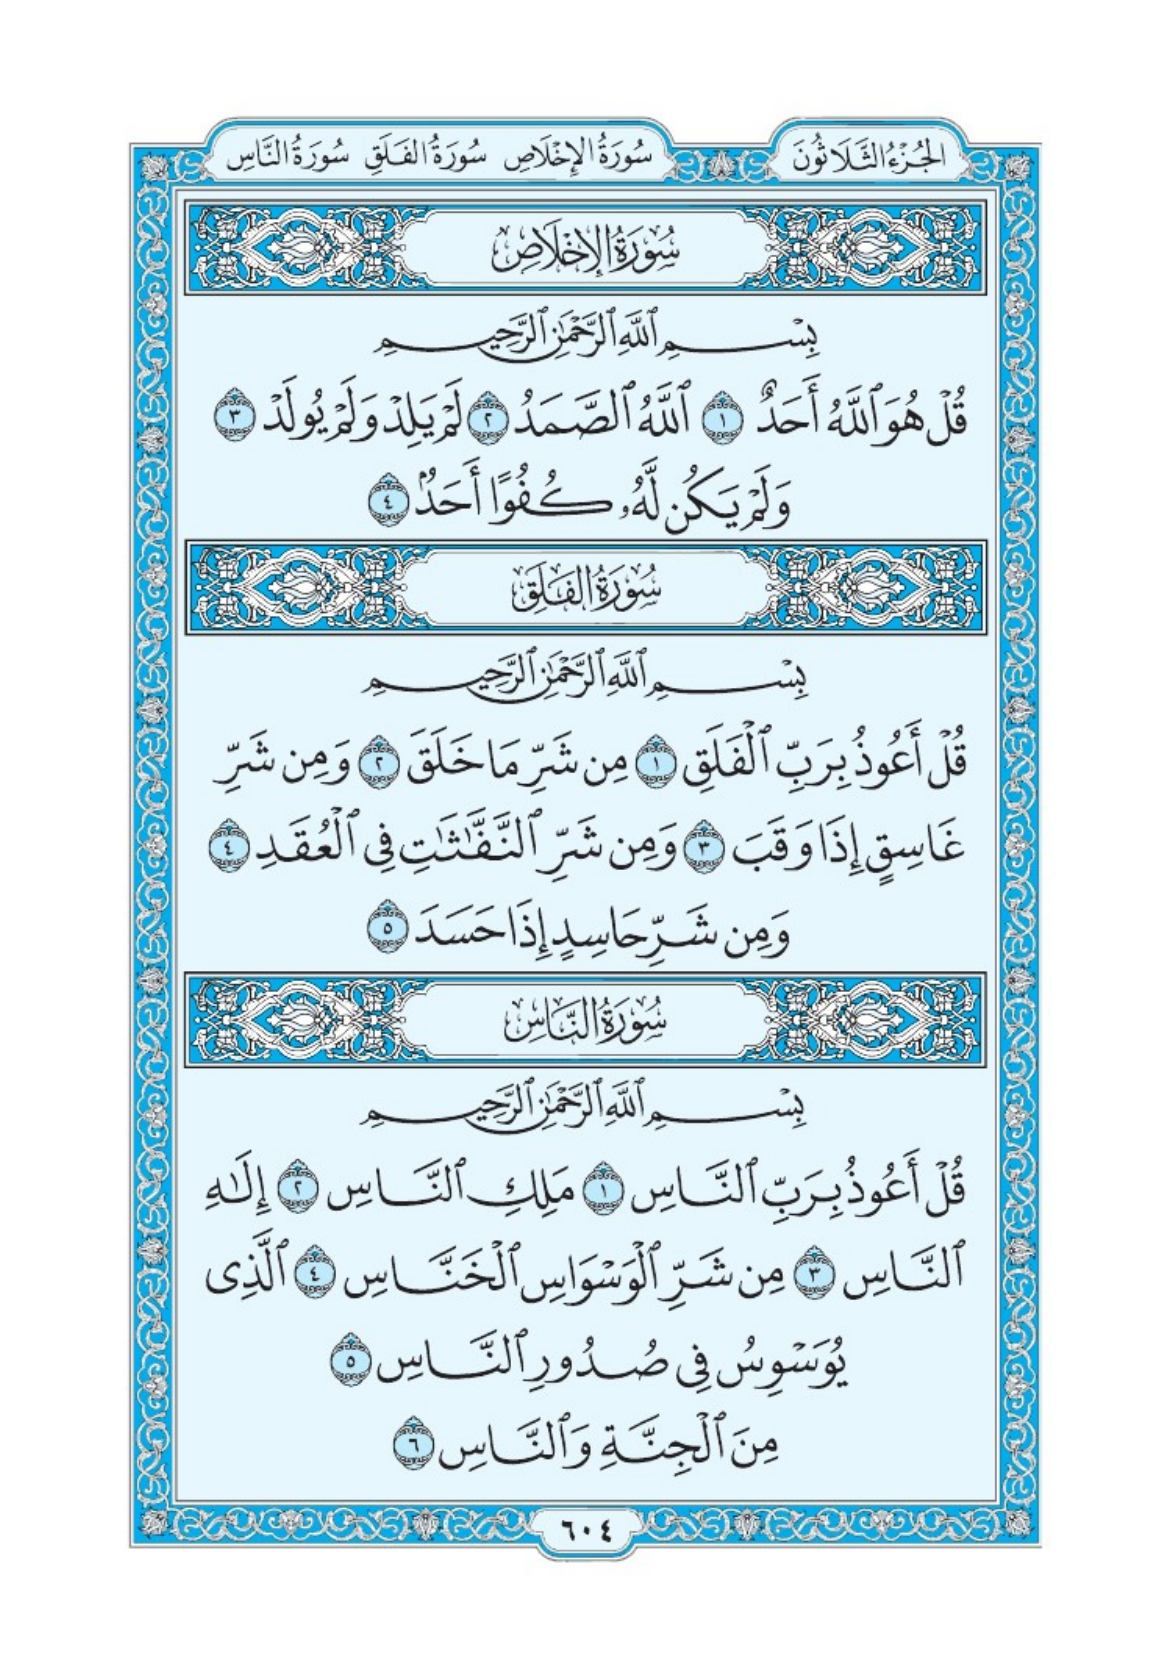 الجُزْءُ الثَّلَاثُونَ
سُورَةُ الإِخْلَاصِ سُورَةُ الفَلَقِ سُورَةُ النَّاسِ
سُورَةُ الإِخْلَاصِ
بِسْمِ ٱللَّهِ ٱلرَّحْمَٰنِ ٱلرَّحِيمِ
قُلْ هُوَ ٱللَّهُ أَحَدٌ ١ ٱللَّهُ ٱلصَّمَدُ ٢ لَمْ يَلِدْ وَلَمْ يُولَدْ ٣
وَلَمْ يَكُن لَّهُۥ كُفُوًا أَحَدٌۢ ٤
سُورَةُ الفَلَقِ
بِسْمِ ٱللَّهِ ٱلرَّحْمَٰنِ ٱلرَّحِيمِ
قُلْ أَعُوذُ بِرَبِّ ٱلْفَلَقِ ١ مِن شَرِّ مَا خَلَقَ ٢ وَمِن شَرِّ
غَاسِقٍ إِذَا وَقَبَ ٣ وَمِن شَرِّ ٱلنَّفَّٰثَٰتِ فِى ٱلْعُقَدِ ٤
وَمِن شَرِّ حَاسِدٍ إِذَا حَسَدَ ٥
سُورَةُ النَّاسِ
بِسْمِ ٱللَّهِ ٱلرَّحْمَٰنِ ٱلرَّحِيمِ
قُلْ أَعُوذُ بِرَبِّ ٱلنَّاسِ ١ مَلِكِ ٱلنَّاسِ ٢ إِلَٰهِ
ٱلنَّاسِ ٣ مِن شَرِّ ٱلْوَسْوَاسِ ٱلْخَنَّاسِ ٤ ٱلَّذِى
يُوَسْوِسُ فِى صُدُورِ ٱلنَّاسِ ٥
مِنَ ٱلْجِنَّةِ وَٱلنَّاسِ ٦
٦٠٤